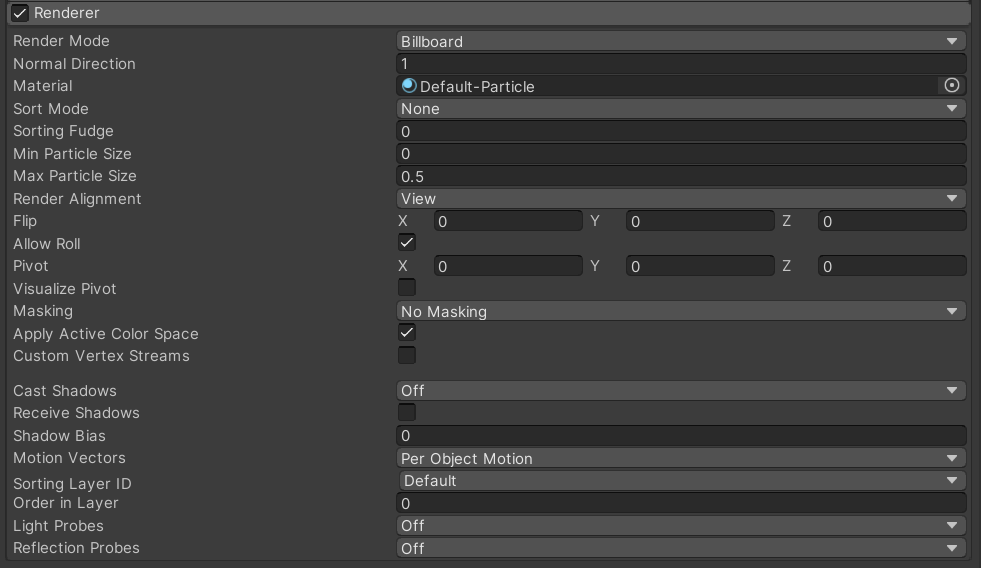 Renderer
Render Mode Billboard
Normal Direction 1
Material Default-Particle
Sort Mode None
Sorting Fudge 0
Min Particle Size 0
Max Particle Size 0.5
Render Alignment View
Flip X 0 Y 0 Z 0
Allow Roll
Pivot X 0 Y 0 Z 0
Visualize Pivot
Masking No Masking
Apply Active Color Space
Custom Vertex Streams
Cast Shadows Off
Receive Shadows
Shadow Bias 0
Motion Vectors Per Object Motion
Sorting Layer ID Default
Order in Layer 0
Light Probes Off
Reflection Probes Off